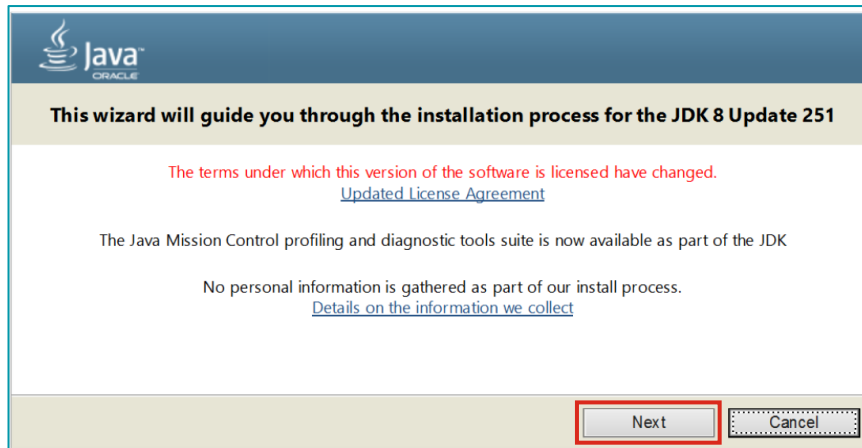 Java™
ORACLE
This wizard will guide you through the installation process for the JDK 8 Update 251
The terms under which this version of the software is licensed have changed.
Updated License Agreement
The Java Mission Control profiling and diagnostic tools suite is now available as part of the JDK
No personal information is gathered as part of our install process.
Details on the information we collect
Next
Cancel